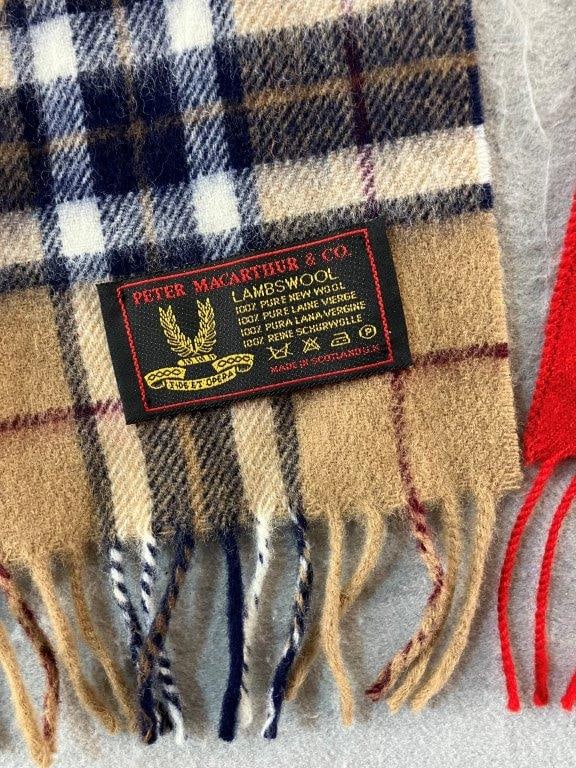 PETER MACARTHUR & CO.
LAMBSWOOL
100% PURE NEW WOOL
100% PURE LAINE VIERGE
100% PURA LANA VERGINE
100% REINE SCHURWOLLE
P
MADE IN SCOTLAND U.K
FIDE ET OPERA